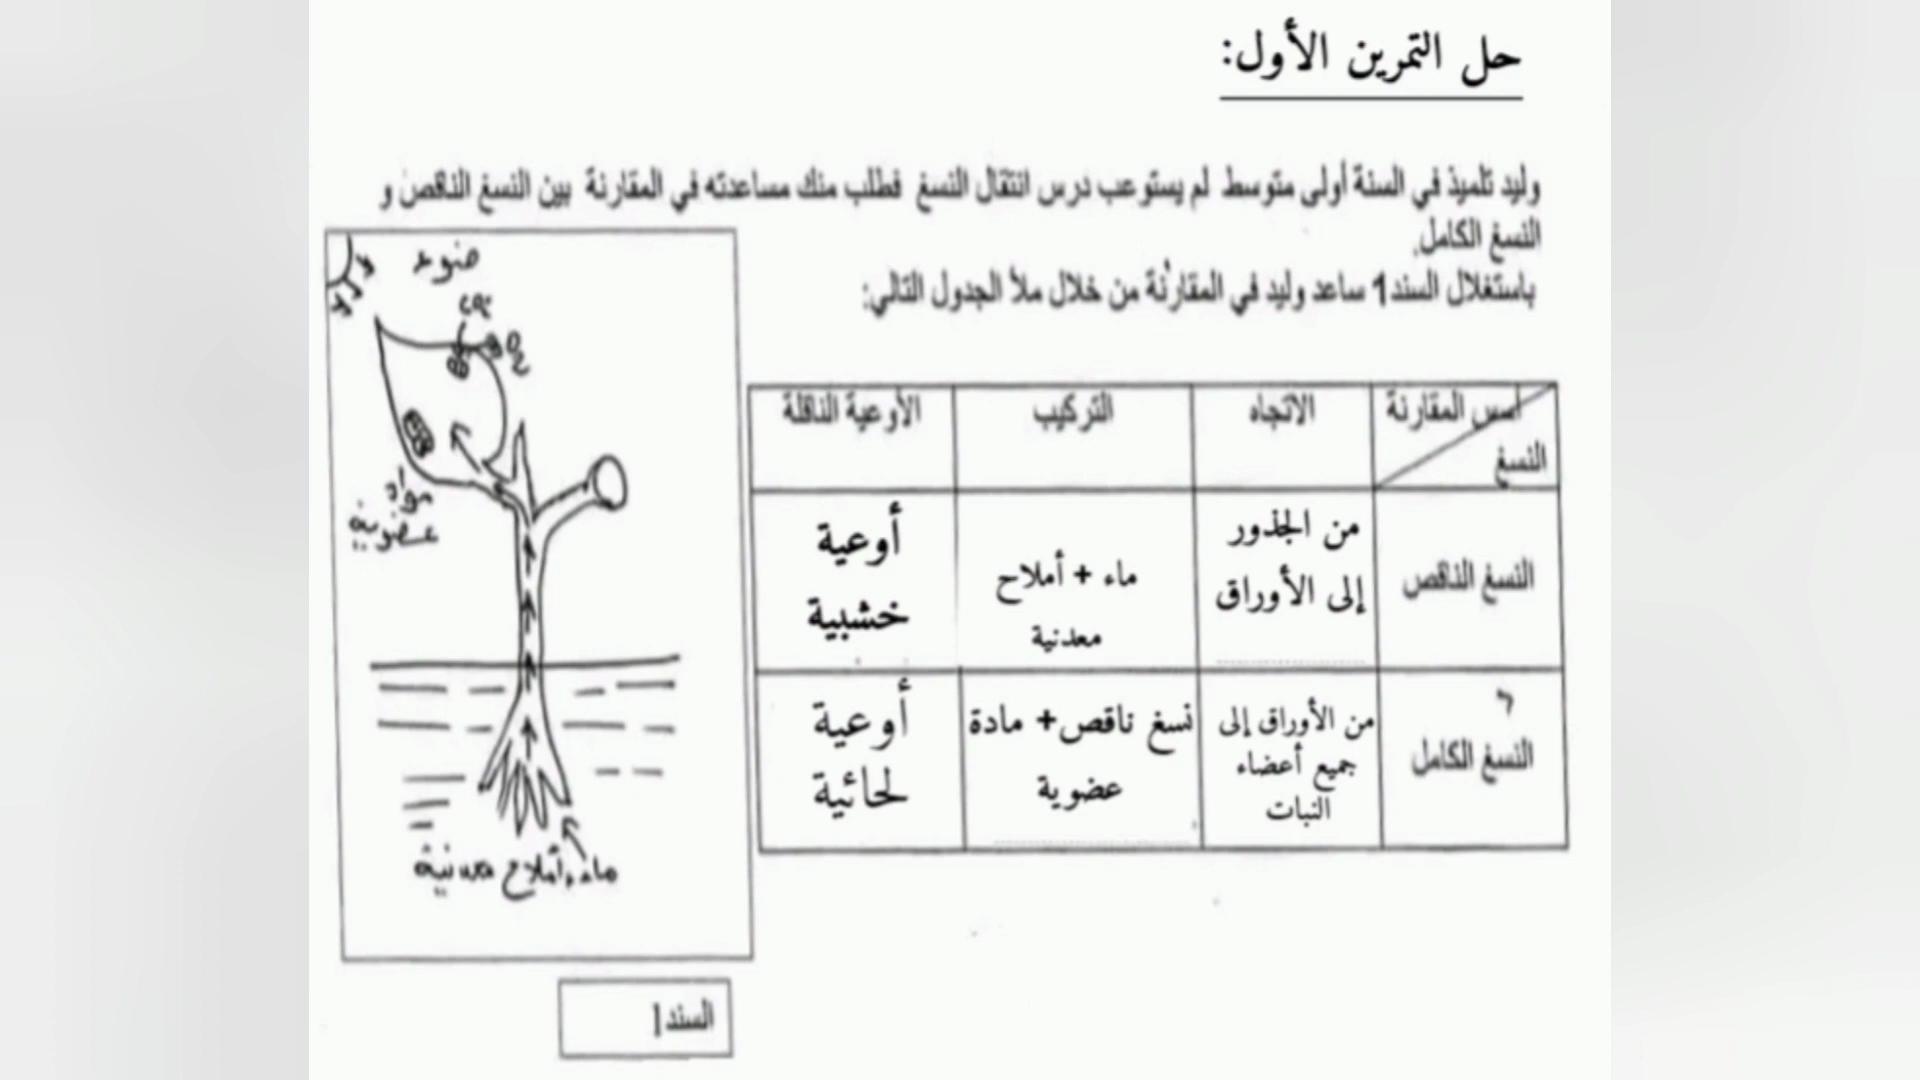 حل التمرين الأول:
وليد تلميذ في السنة أولى متوسط لم يستوعب درس انتقال النسغ فطلب منك مساعدته في المقارنة بين النسغ الناقص و
النسغ الكامل.
باستغلال السند1 ساعد وليد في المقارنة من خلال ملأ الجدول التالي:
أسس المقارنة
النسغ
الاتجاه
التركيب
الأوعية الناقلة
النسغ الناقص
من الجذور
إلى الأوراق
ماء + أملاح
معدنية
أوعية
خشبية
النسغ الكامل
من الأوراق إلى
جميع أعضاء
النبات
نسغ ناقص+ مادة
عضوية
أوعية
لحائية
ضوء
مواد
عضوية
ماء، أملاح معدنية
السند1